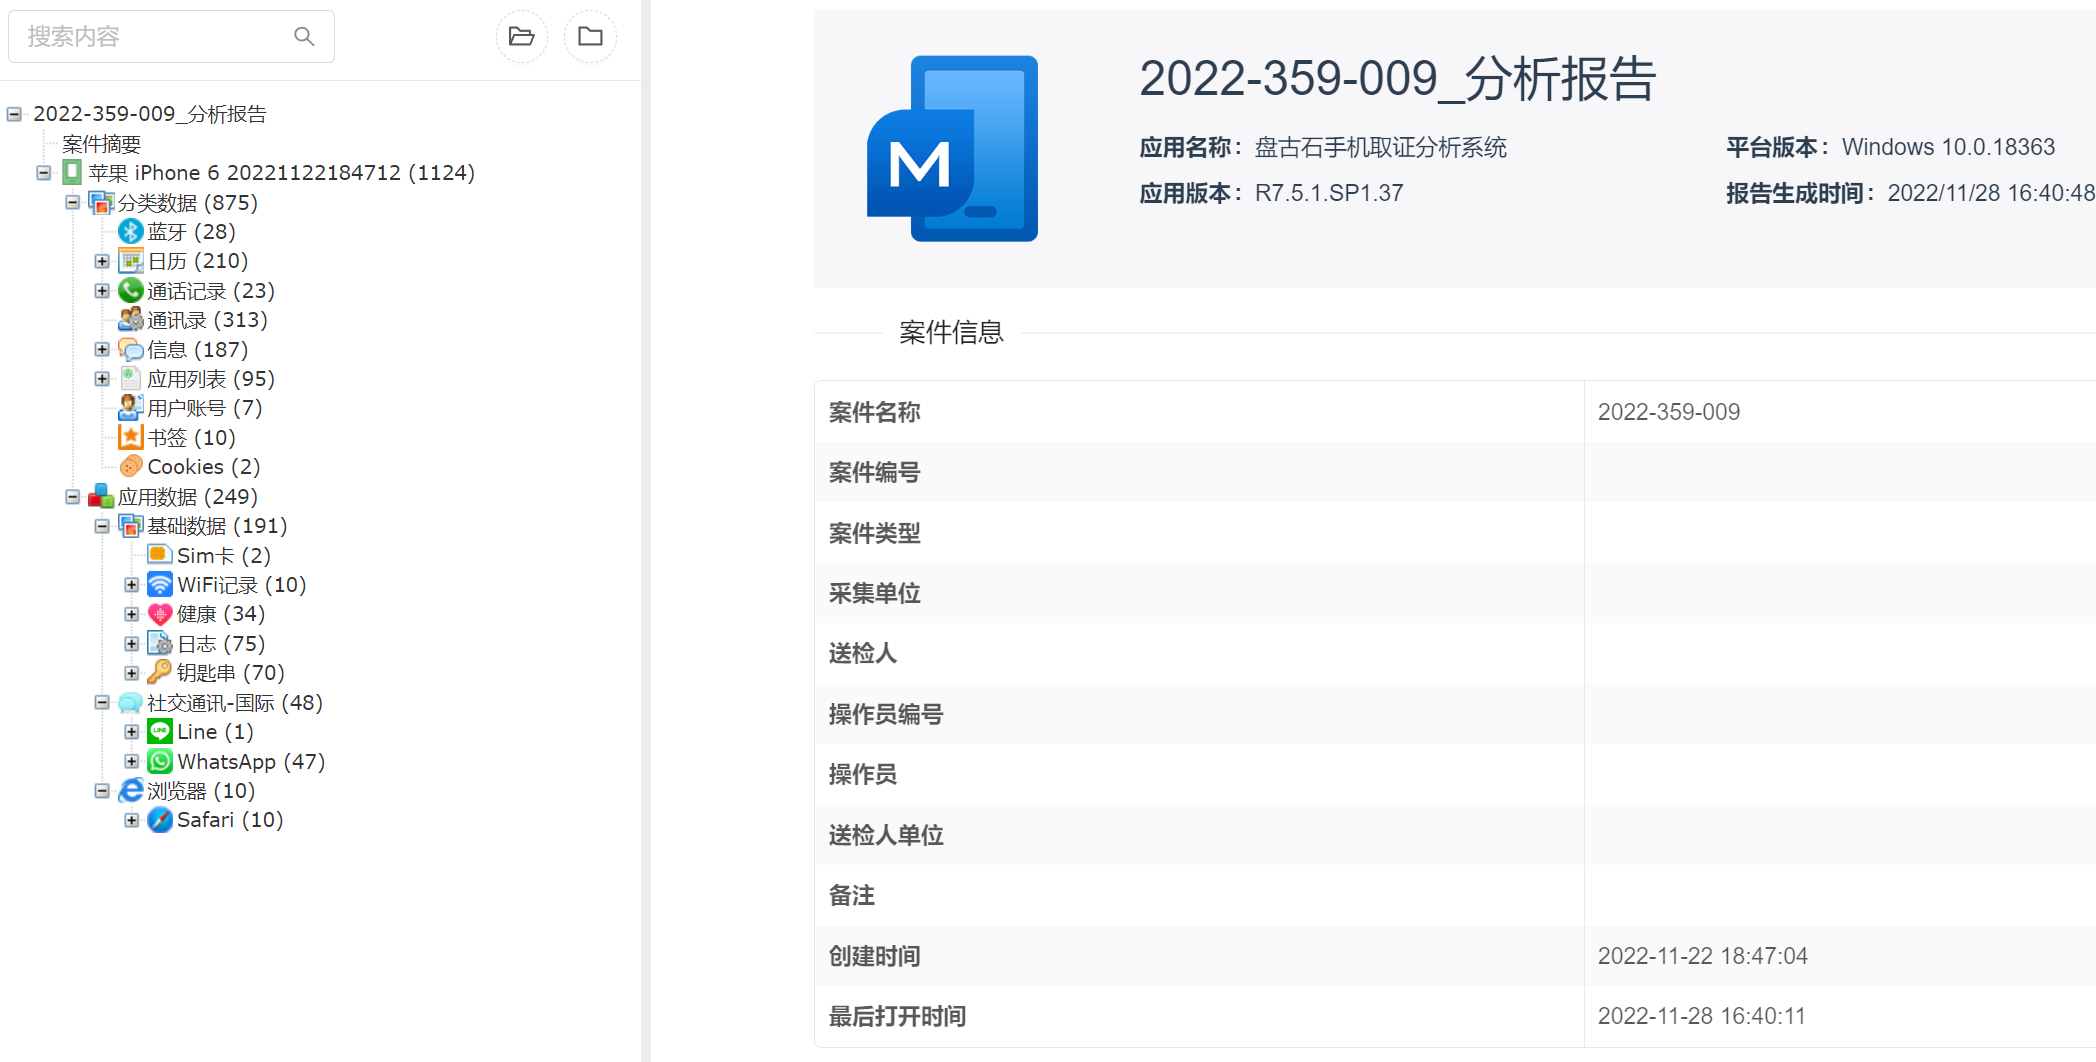 搜索内容
2022-359-009_分析报告
案件摘要
苹果 iPhone 6 20221122184712 (1124)
分类数据 (875)
蓝牙 (28)
日历 (210)
通话记录 (23)
通讯录 (313)
信息 (187)
应用列表 (95)
用户账号 (7)
书签 (10)
Cookies (2)
应用数据 (249)
基础数据 (191)
Sim卡 (2)
WiFi记录 (10)
健康 (34)
日志 (75)
钥匙串 (70)
社交通讯-国际 (48)
LINE
Line (1)
WhatsApp (47)
浏览器 (10)
Safari (10)
M
2022-359-009_分析报告
应用名称： 盘古石手机取证分析系统
平台版本： Windows 10.0.18363
应用版本： R7.5.1.SP1.37
报告生成时间： 2022/11/28 16:40:48
案件信息
案件名称 2022-359-009
案件编号
案件类型
采集单位
送检人
操作员编号
操作员
送检人单位
备注
创建时间 2022-11-22 18:47:04
最后打开时间 2022-11-28 16:40:11